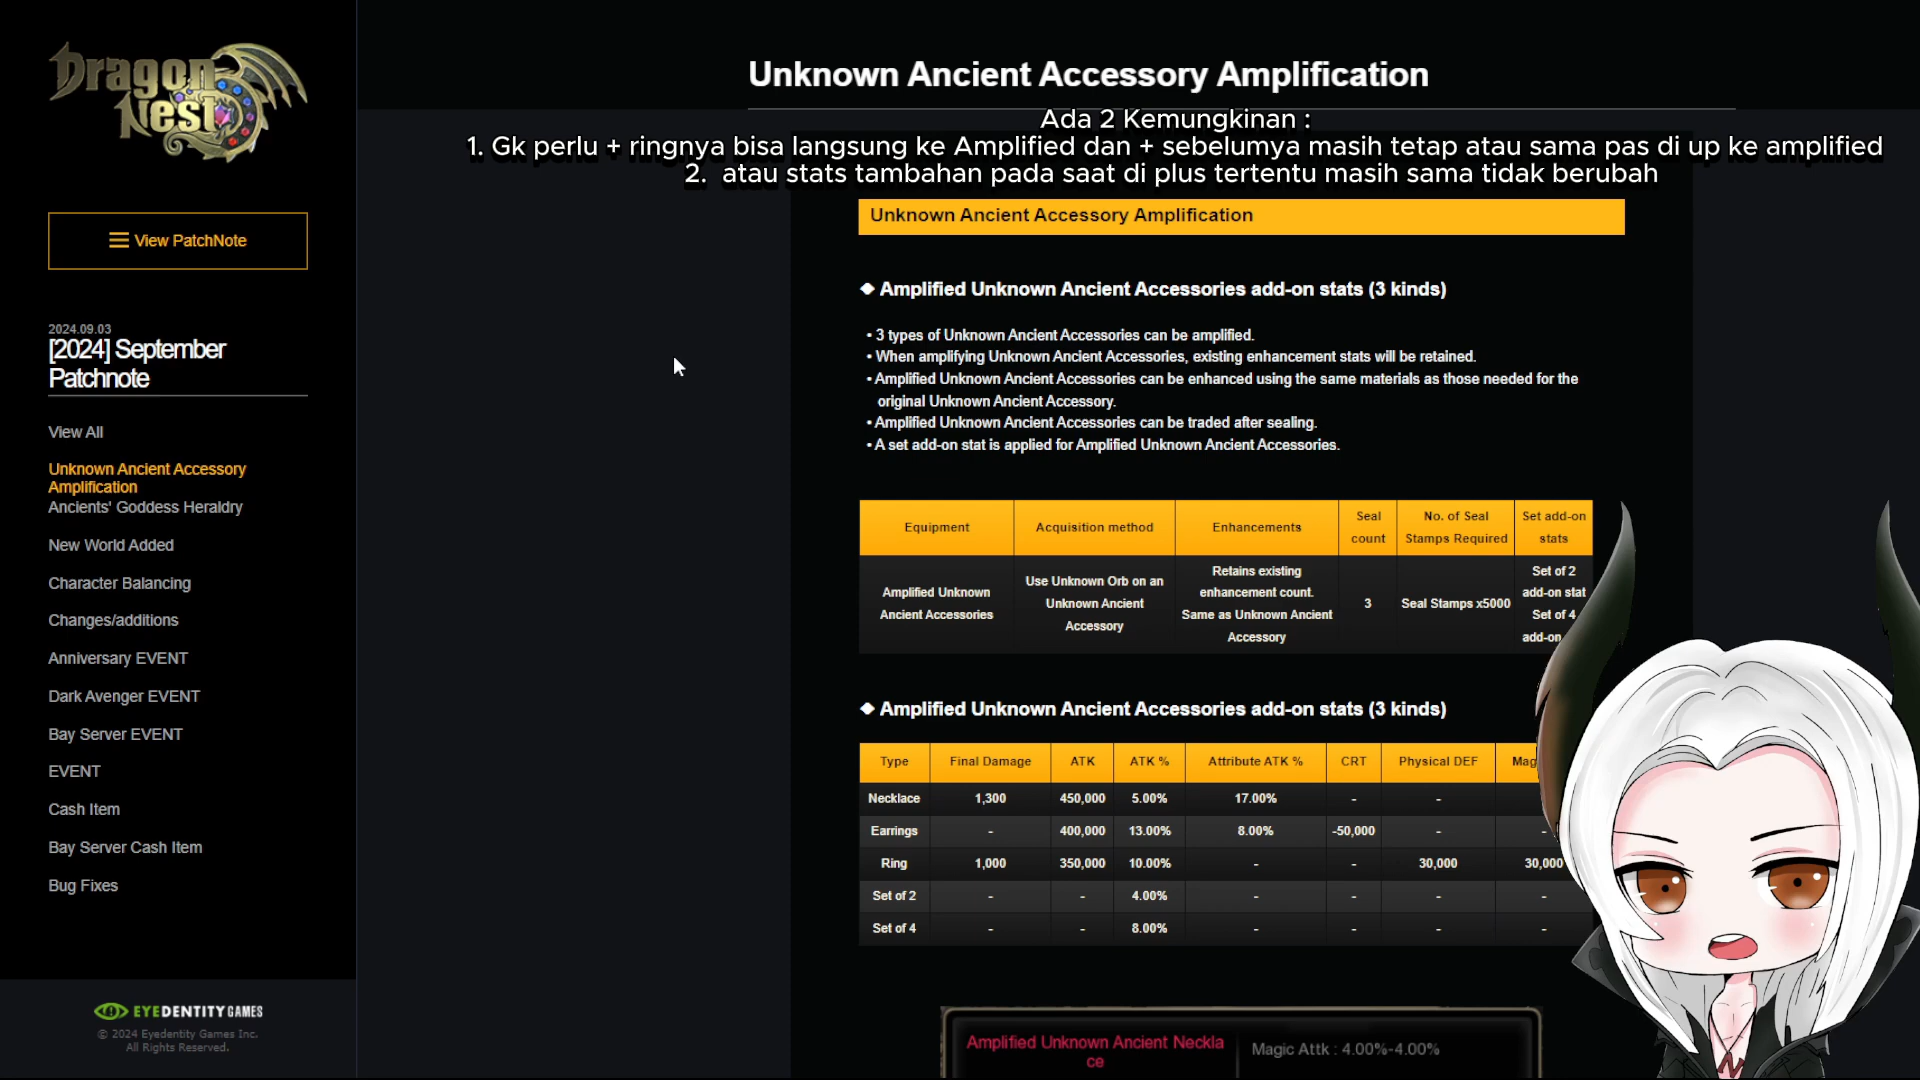 Dragon
Nest
View PatchNote
2024.09.03
[2024] September
Patchnote
View All
Unknown Ancient Accessory
Amplification
Ancients' Goddess Heraldry
New World Added
Character Balancing
Changes/additions
Anniversary EVENT
Dark Avenger EVENT
Bay Server EVENT
EVENT
Cash Item
Bay Server Cash Item
Bug Fixes
EYEDENTITY GAMES
© 2024 Eyedentity Games Inc.
All Rights Reserved.
Unknown Ancient Accessory Amplification
Ada 2 Kemungkinan :
1. Gk perlu + ringnya bisa langsung ke Amplified dan + sebelumya masih tetap atau sama pas di up ke amplified
2. atau stats tambahan pada saat di plus tertentu masih sama tidak berubah
Unknown Ancient Accessory Amplification
◆ Amplified Unknown Ancient Accessories add-on stats (3 kinds)
• 3 types of Unknown Ancient Accessories can be amplified.
• When amplifying Unknown Ancient Accessories, existing enhancement stats will be retained.
• Amplified Unknown Ancient Accessories can be enhanced using the same materials as those needed for the
original Unknown Ancient Accessory.
• Amplified Unknown Ancient Accessories can be traded after sealing.
• A set add-on stat is applied for Amplified Unknown Ancient Accessories.
Equipment Acquisition method Enhancements Seal count No. of Seal Stamps Required Set add-on stats
Amplified Unknown Ancient Accessories Use Unknown Orb on an Unknown Ancient Accessory Retains existing enhancement count. Same as Unknown Ancient Accessory 3 Seal Stamps x5000 Set of 2 add-on stat Set of 4 add-on
◆ Amplified Unknown Ancient Accessories add-on stats (3 kinds)
Type Final Damage ATK ATK % Attribute ATK % CRT Physical DEF Mag
Necklace 1,300 450,000 5.00% 17.00% - -
Earrings - 400,000 13.00% 8.00% -50,000 - -
Ring 1,000 350,000 10.00% - - 30,000 30,000
Set of 2 - - 4.00% - - - -
Set of 4 - - 8.00% - - - -
Amplified Unknown Ancient Neckla
ce
Magic Attk : 4.00%-4.00%